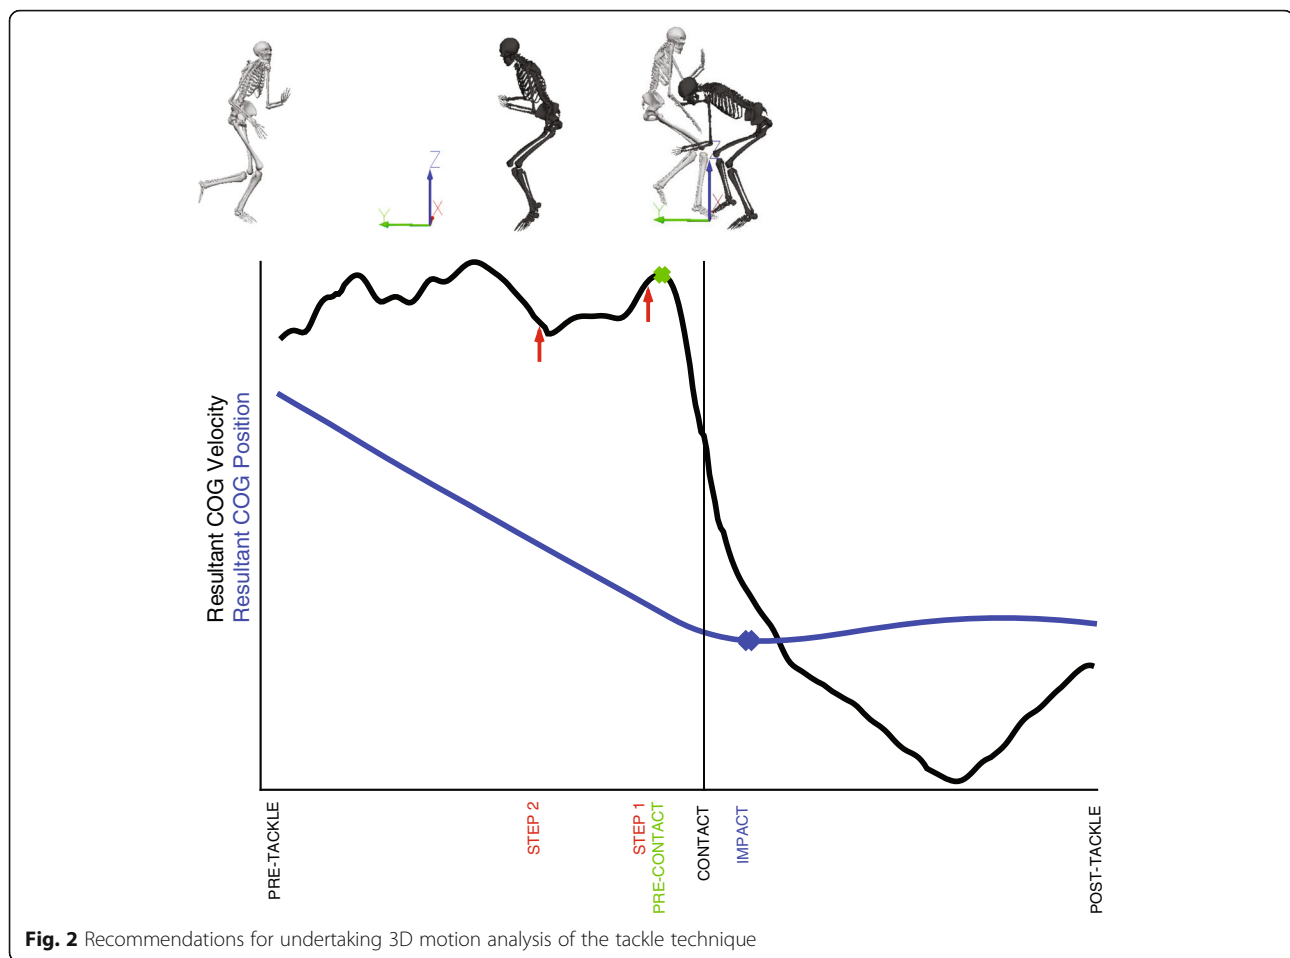 Z
Y
X
Z
Y
X
Resultant COG Velocity
Resultant COG Position
PRE-TACKLE
STEP 2
STEP 1
PRE-CONTACT
CONTACT
IMPACT
POST-TACKLE
Fig. 2 Recommendations for undertaking 3D motion analysis of the tackle technique